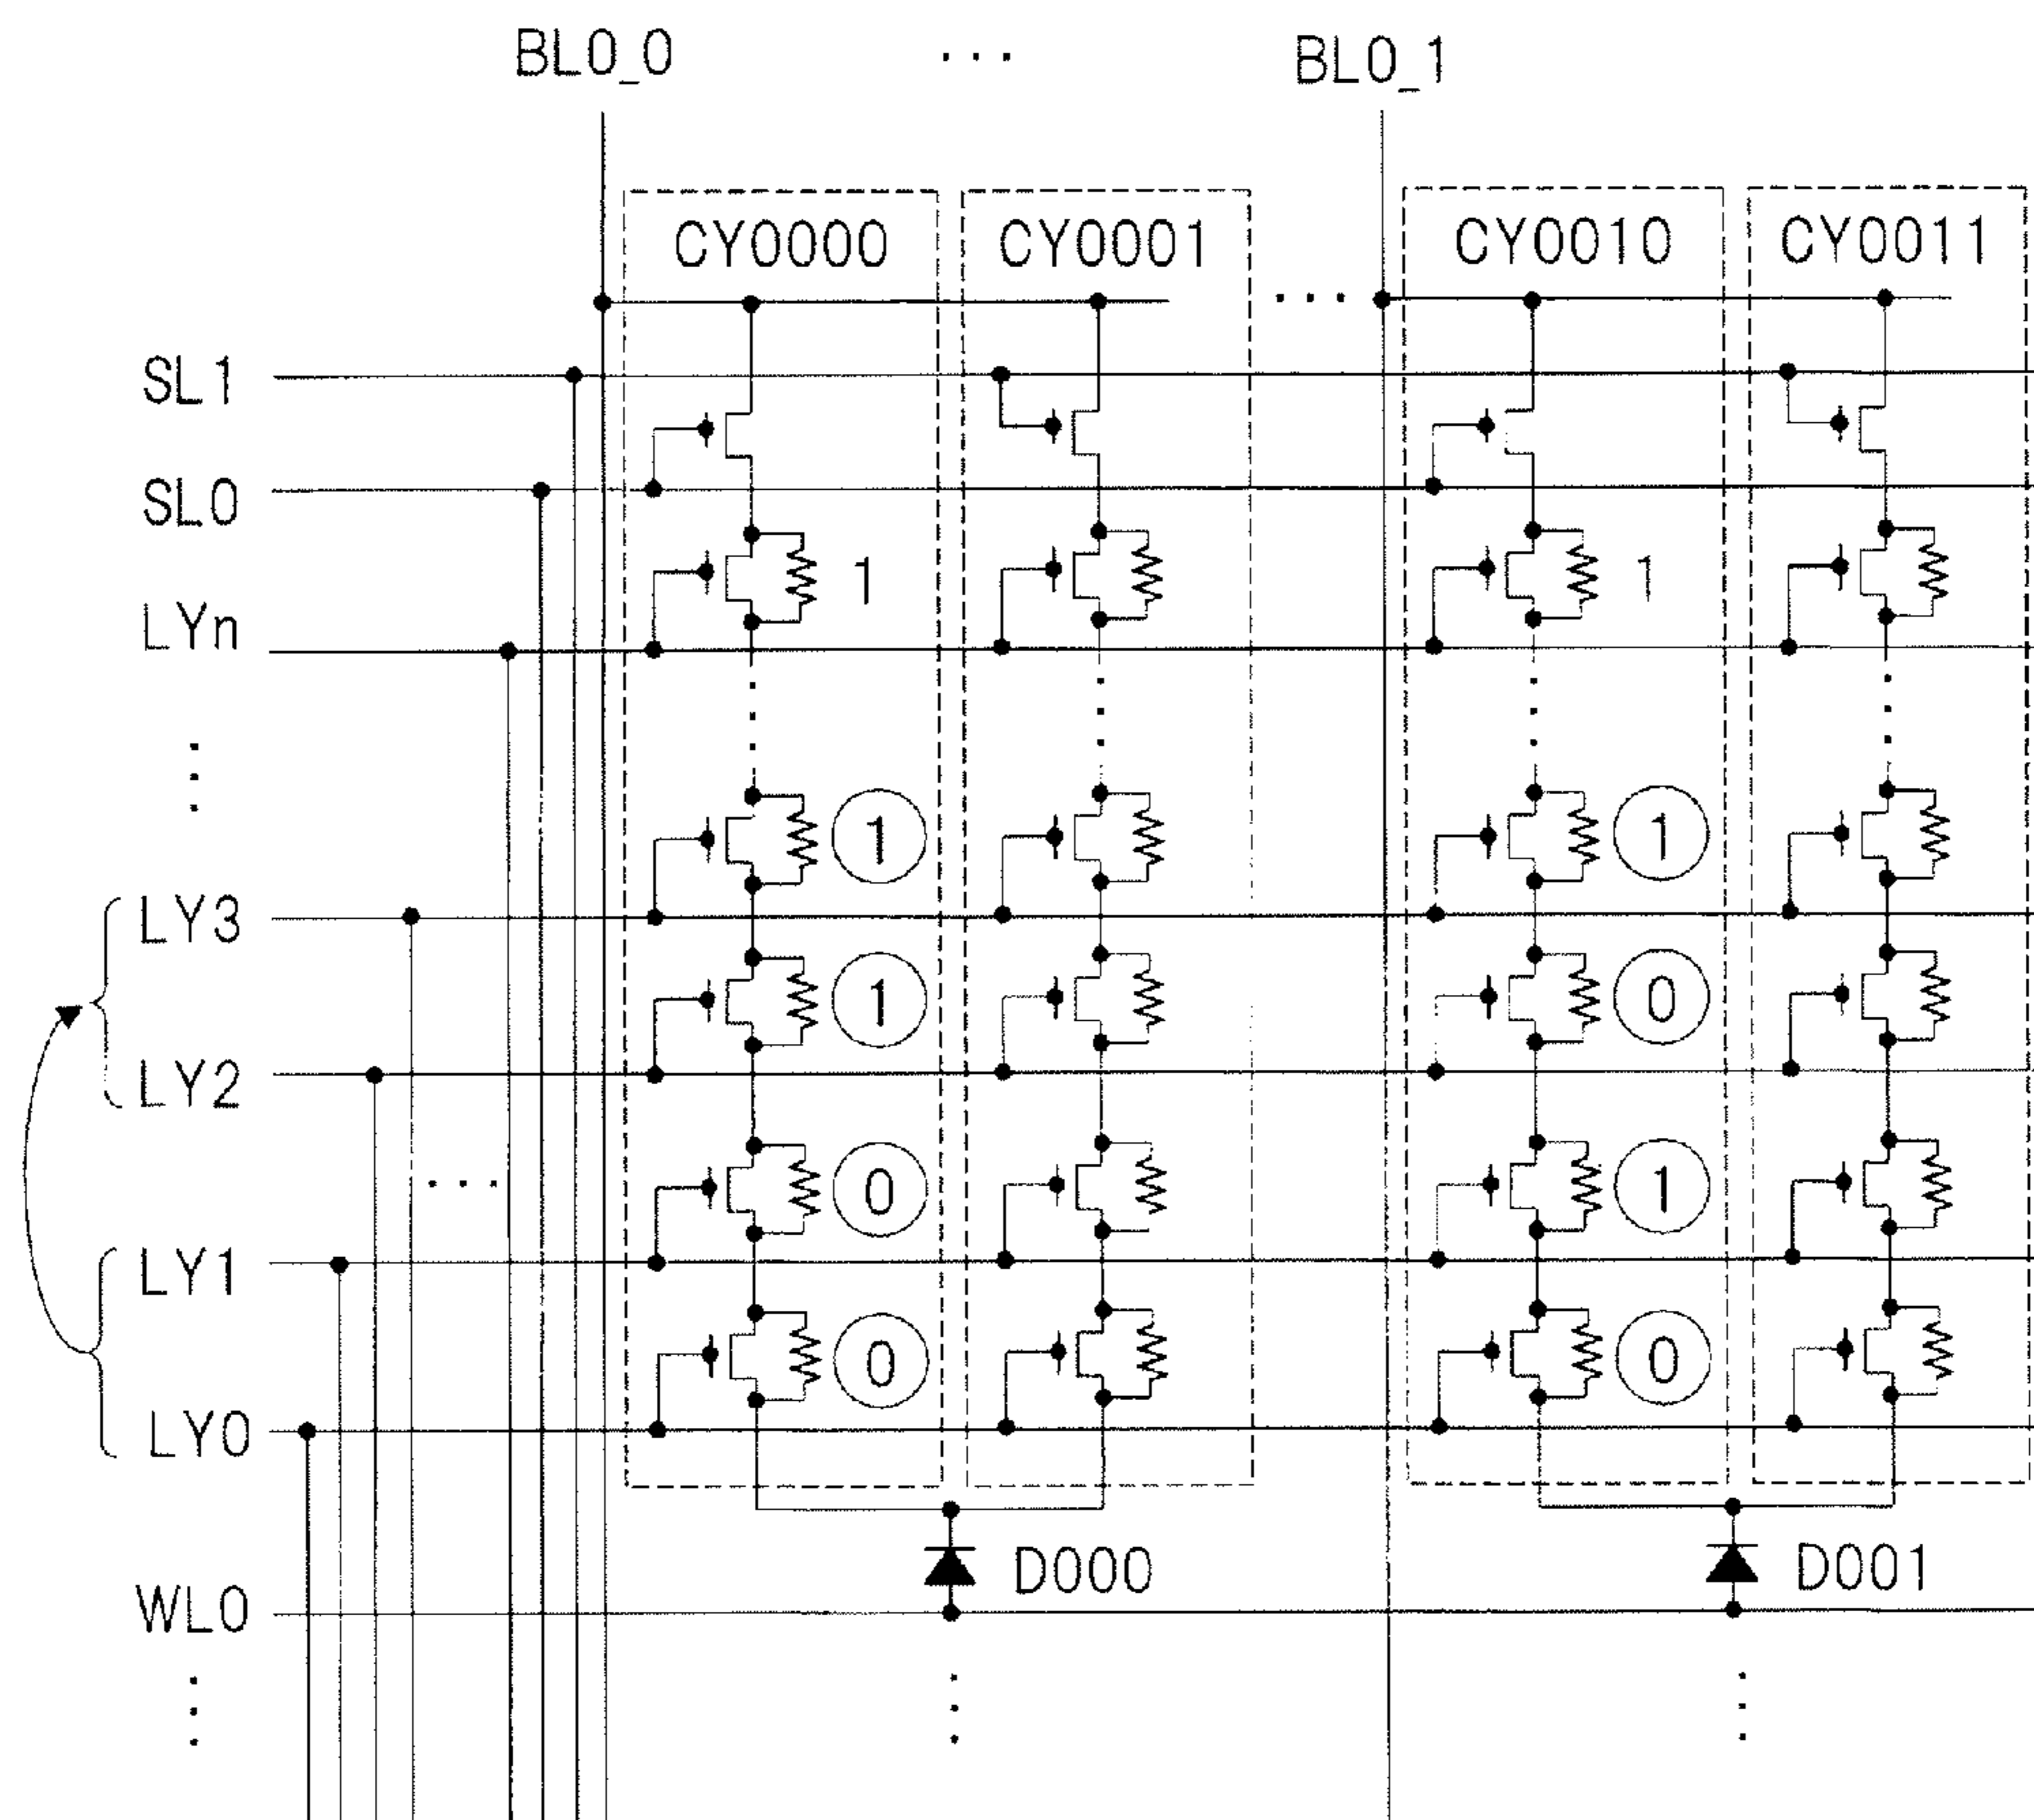 BL0_0 ... BL0_1
CY0000 CY0001 CY0010 CY0011
...
SL1
SL0
1 1
LYn
1 1
LY3
1 0
LY2
0 1
...
LY1
0 0
LY0
D000 D001
WL0